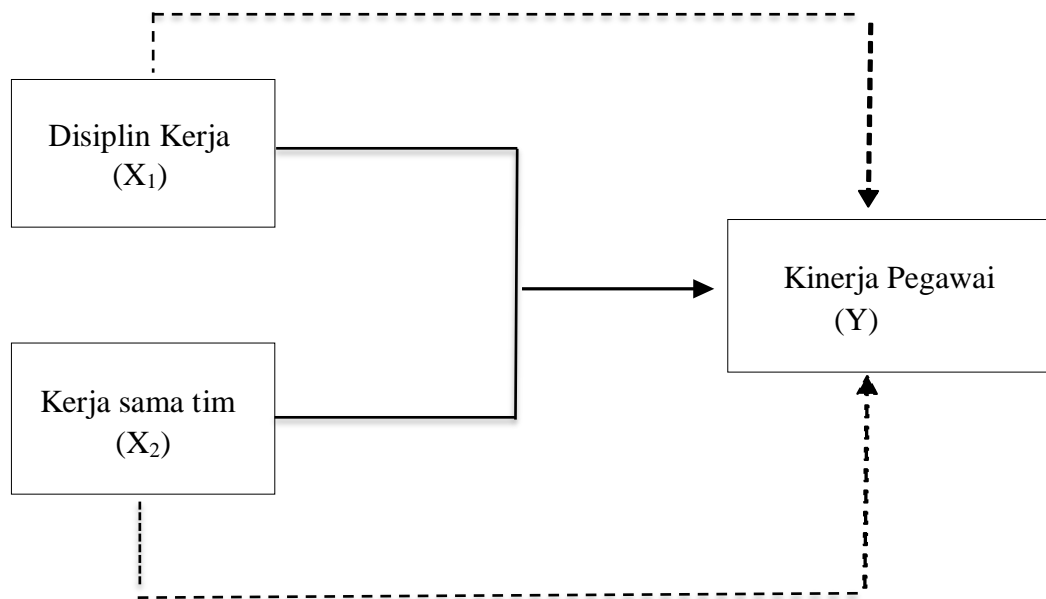 Disiplin Kerja
(X₁)
Kinerja Pegawai
(Y)
Kerja sama tim
(X₂)